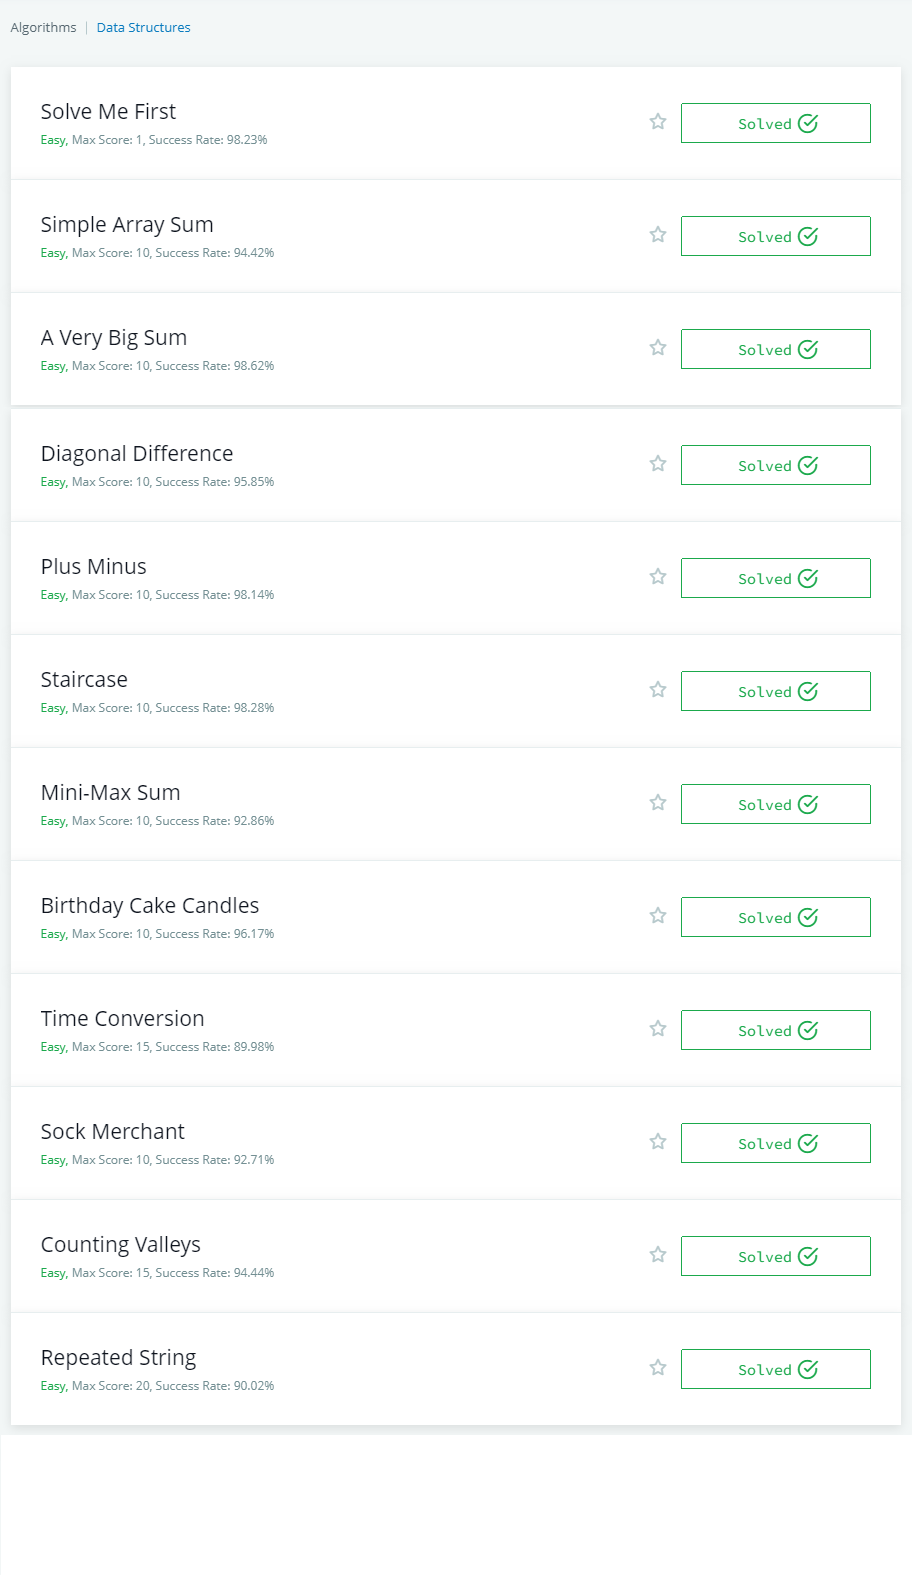 Algorithms | Data Structures
Solve Me First
Easy, Max Score: 1, Success Rate: 98.23%
Solved
Simple Array Sum
Easy, Max Score: 10, Success Rate: 94.42%
Solved
A Very Big Sum
Easy, Max Score: 10, Success Rate: 98.62%
Solved
Diagonal Difference
Easy, Max Score: 10, Success Rate: 95.85%
Solved
Plus Minus
Easy, Max Score: 10, Success Rate: 98.14%
Solved
Staircase
Easy, Max Score: 10, Success Rate: 98.28%
Solved
Mini-Max Sum
Easy, Max Score: 10, Success Rate: 92.86%
Solved
Birthday Cake Candles
Easy, Max Score: 10, Success Rate: 96.17%
Solved
Time Conversion
Easy, Max Score: 15, Success Rate: 89.98%
Solved
Sock Merchant
Easy, Max Score: 10, Success Rate: 92.71%
Solved
Counting Valleys
Easy, Max Score: 15, Success Rate: 94.44%
Solved
Repeated String
Easy, Max Score: 20, Success Rate: 90.02%
Solved